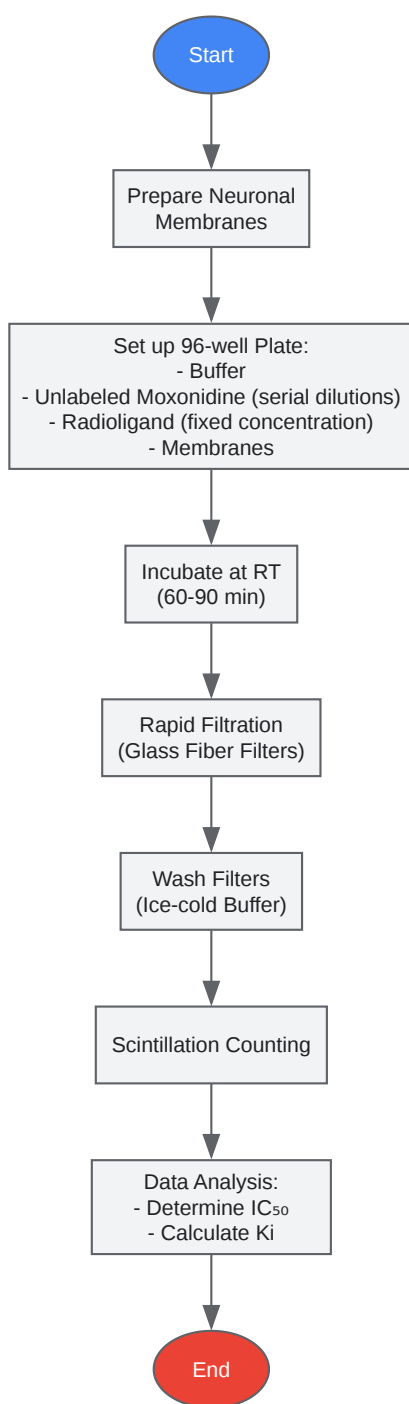 Start
Prepare Neuronal
Membranes
Set up 96-well Plate:
- Buffer
- Unlabeled Moxonidine (serial dilutions)
- Radioligand (fixed concentration)
- Membranes
Incubate at RT
(60-90 min)
Rapid Filtration
(Glass Fiber Filters)
Wash Filters
(Ice-cold Buffer)
Scintillation Counting
Data Analysis:
- Determine IC₅₀
- Calculate Ki
End